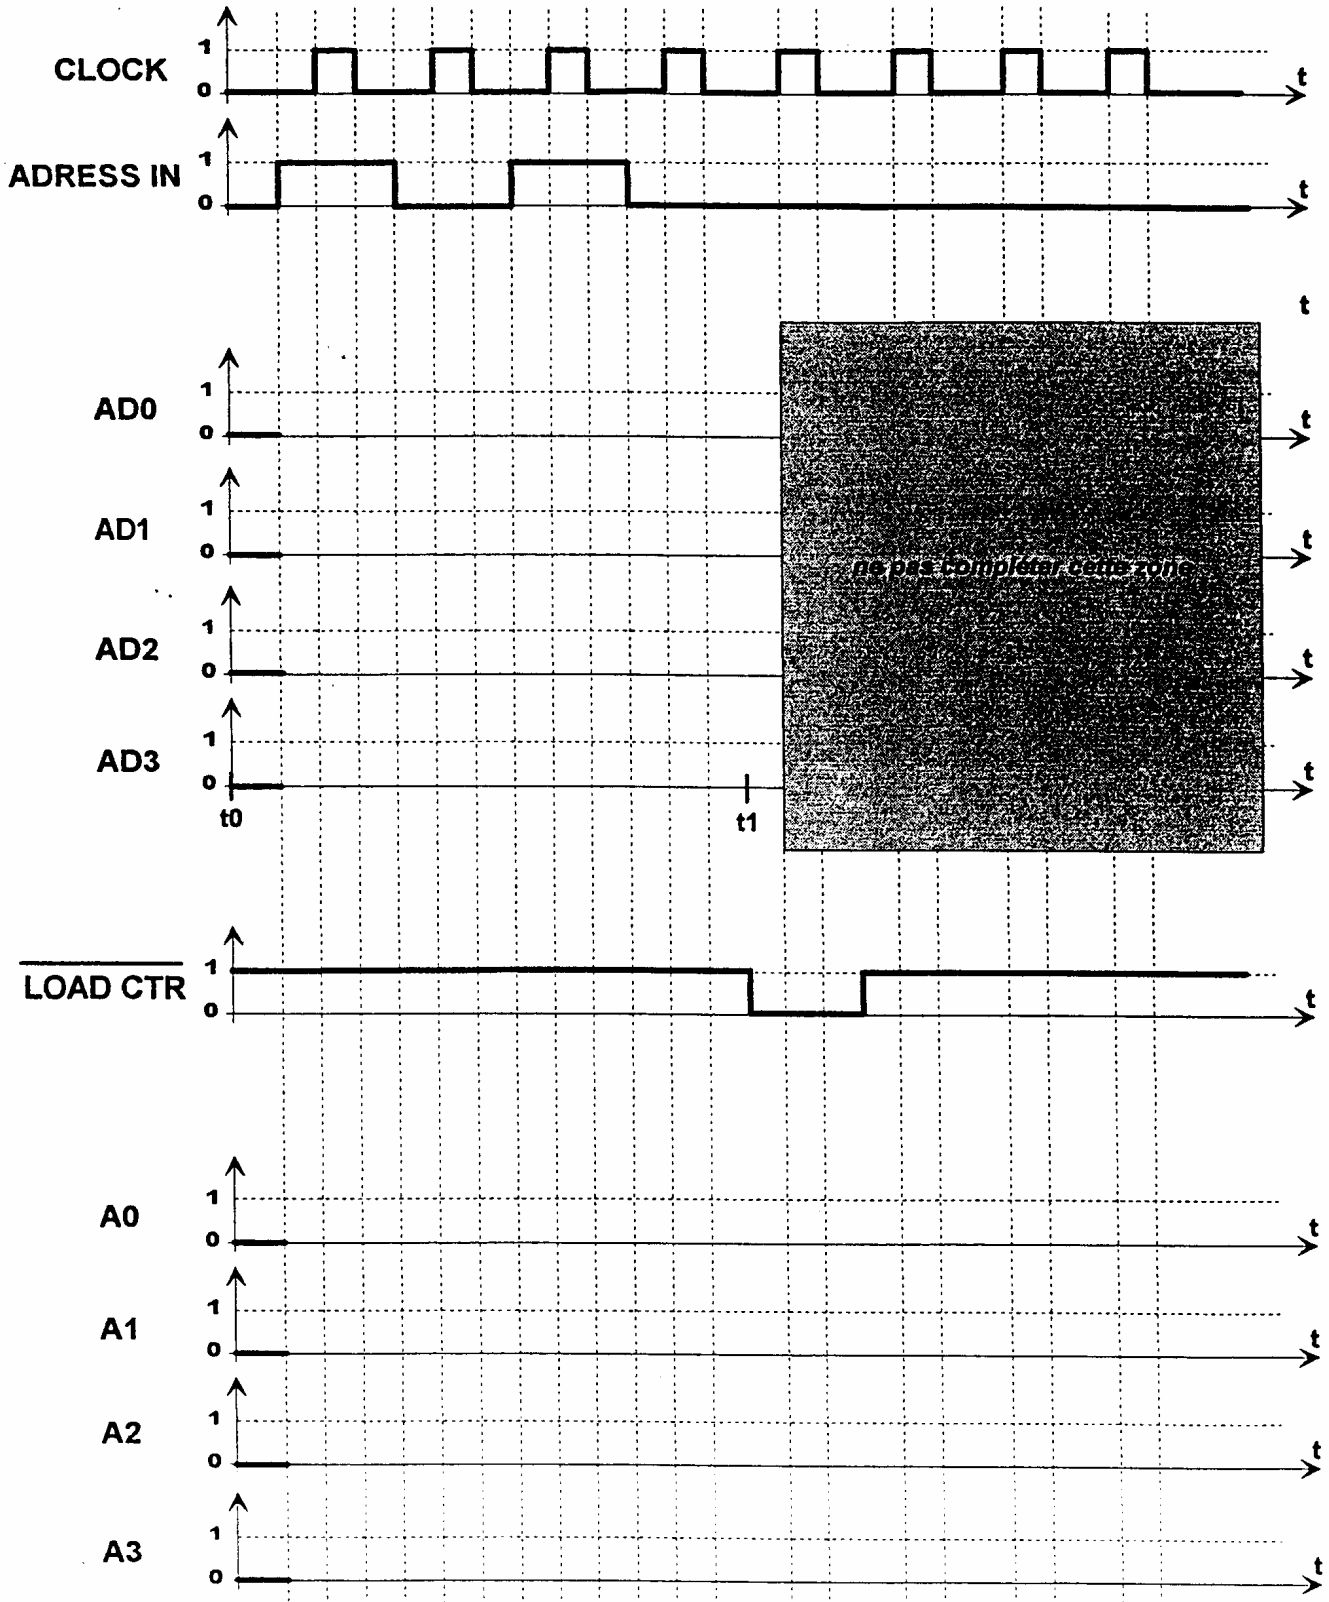 CLOCK 1 0 t
ADRESS IN 1 0 t
t
AD0 1 0 t
AD1 1 0 t
ne pas compléter cette zone
AD2 1 0 t
AD3 1 0 t
t0 t1
LOAD CTR 1 0 t
A0 1 0 t
A1 1 0 t
A2 1 0 t
A3 1 0 t